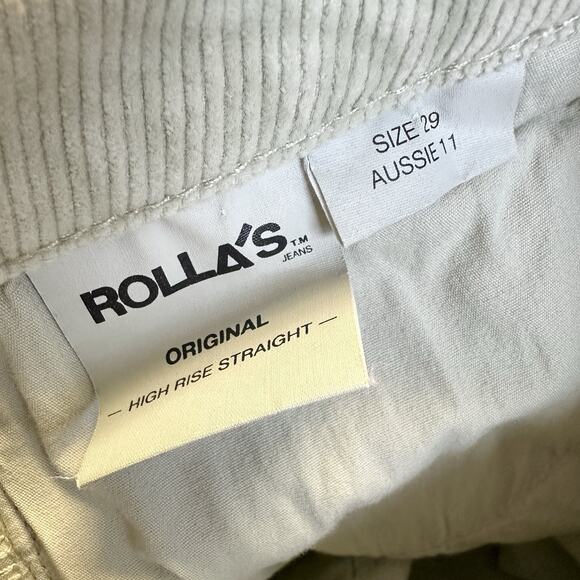 ROLLA'S T.M
JEANS
ORIGINAL
— HIGH RISE STRAIGHT —
SIZE 29
AUSSIE 11